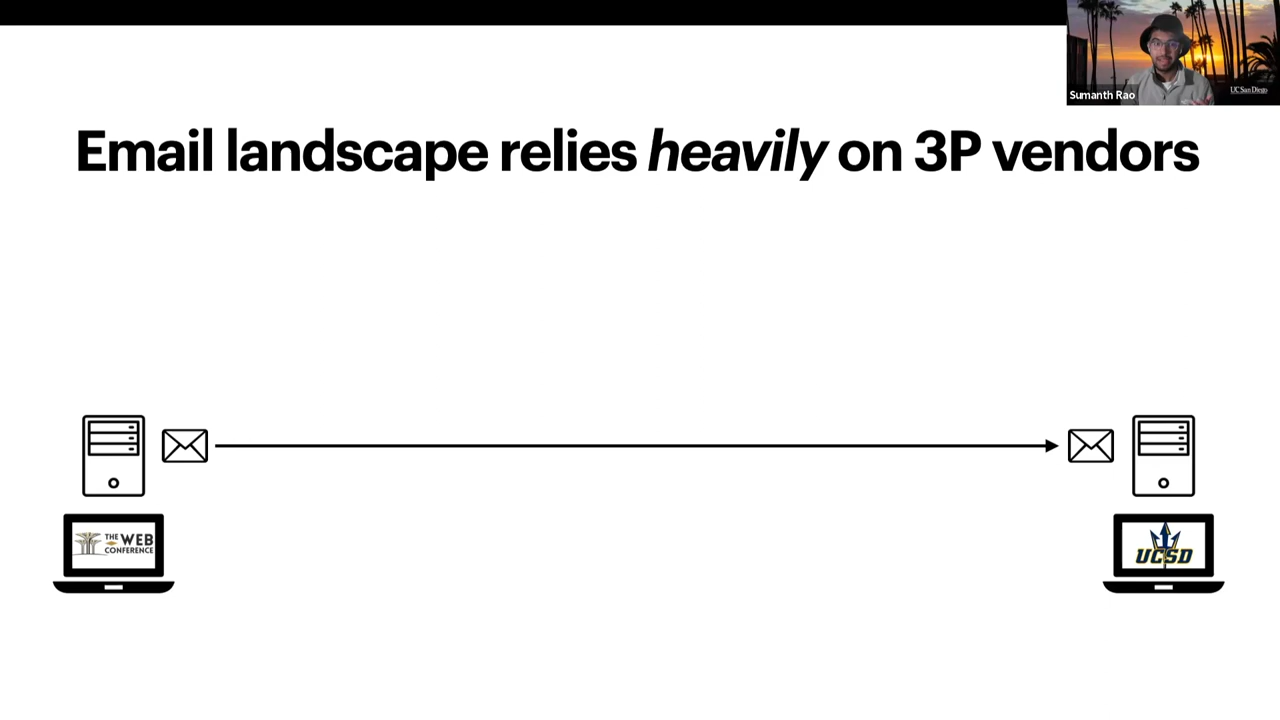 UC San Diego
Sumanth Rao
Email landscape relies heavily on 3P vendors
THE WEB
CONFERENCE
UCSD